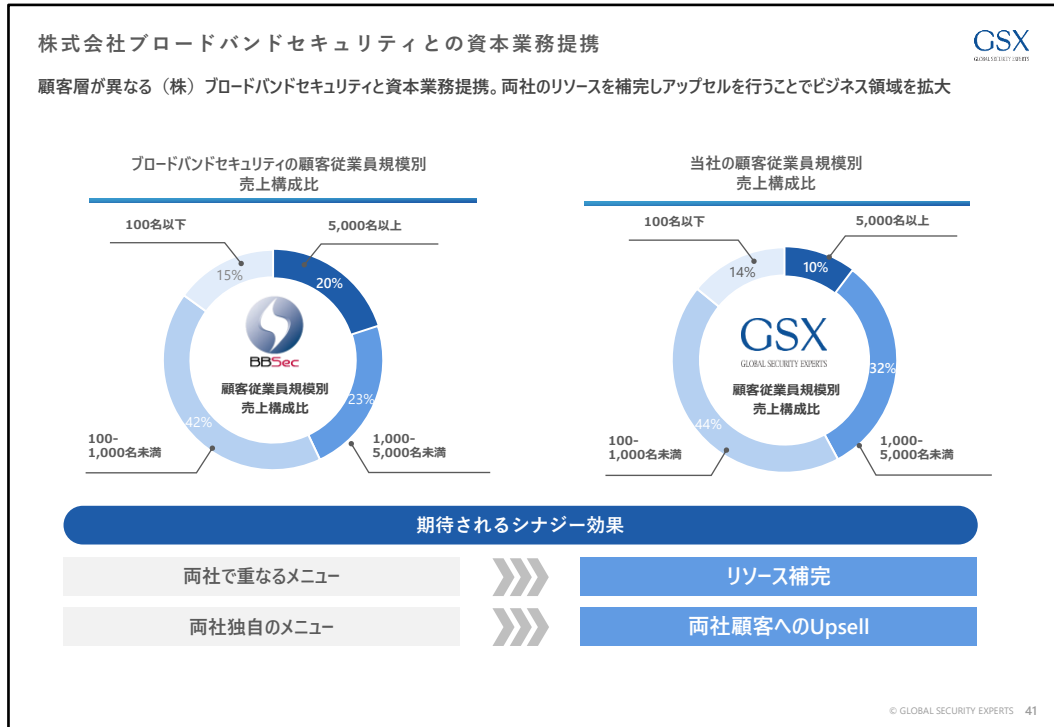 株式会社ブロードバンドセキュリティとの資本業務提携
GSX
GLOBAL SECURITY EXPERTS
顧客層が異なる（株）ブロードバンドセキュリティと資本業務提携。両社のリソースを補完しアップセルを行うことでビジネス領域を拡大
ブロードバンドセキュリティの顧客従業員規模別
売上構成比
100名以下
5,000名以上
15%
20%
BBSec
顧客従業員規模別
売上構成比
42%
23%
100-
1,000名未満
1,000-
5,000名未満
当社の顧客従業員規模別
売上構成比
100名以下
5,000名以上
14%
10%
GSX
GLOBAL SECURITY EXPERTS
32%
顧客従業員規模別
売上構成比
44%
100-
1,000名未満
1,000-
5,000名未満
期待されるシナジー効果
両社で重なるメニュー
リソース補完
両社独自のメニュー
両社顧客へのUpsell
© GLOBAL SECURITY EXPERTS 41